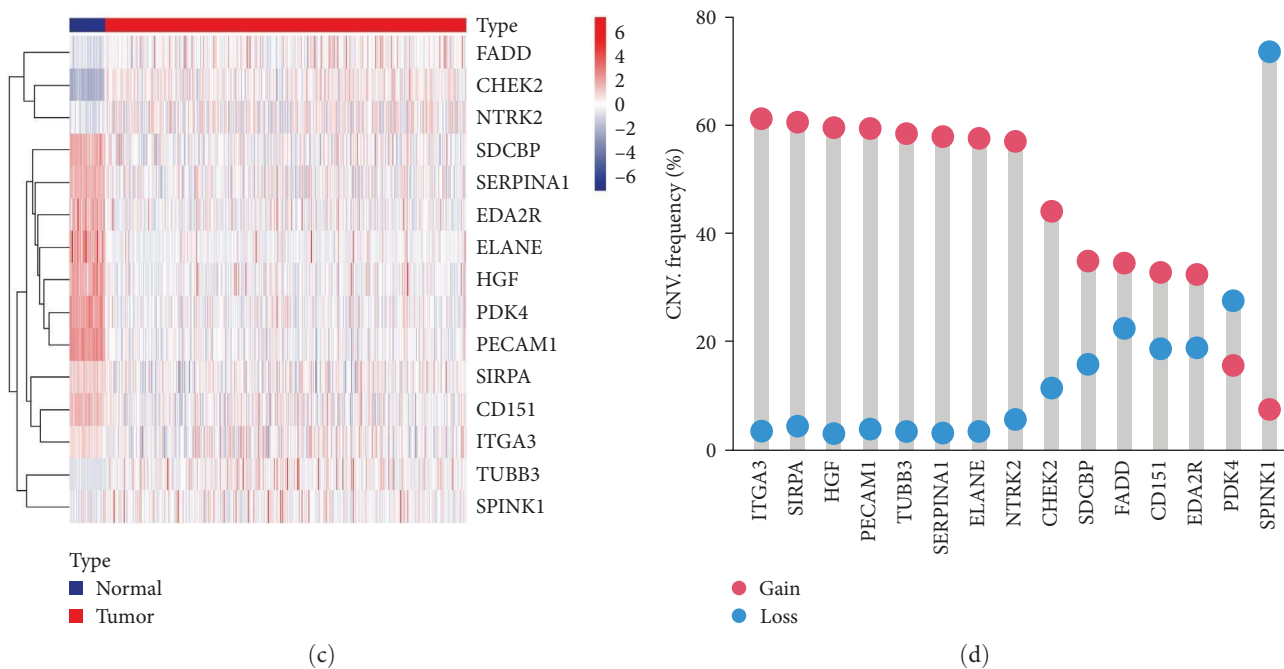 Type
6
4
2
0
−2
−4
−6
FADD
CHEK2
NTRK2
SDCBP
SERPINA1
EDA2R
ELANE
HGF
PDK4
PECAM1
SIRPA
CD151
ITGA3
TUBB3
SPINK1
Type
Normal
Tumor
(c)
CNV. frequency (%)
80
60
40
20
0
ITGA3
SIRPA
HGF
PECAM1
TUBB3
SERPINA1
ELANE
NTRK2
CHEK2
SDCBP
FADD
CD151
EDA2R
PDK4
SPINK1
Gain
Loss
(d)